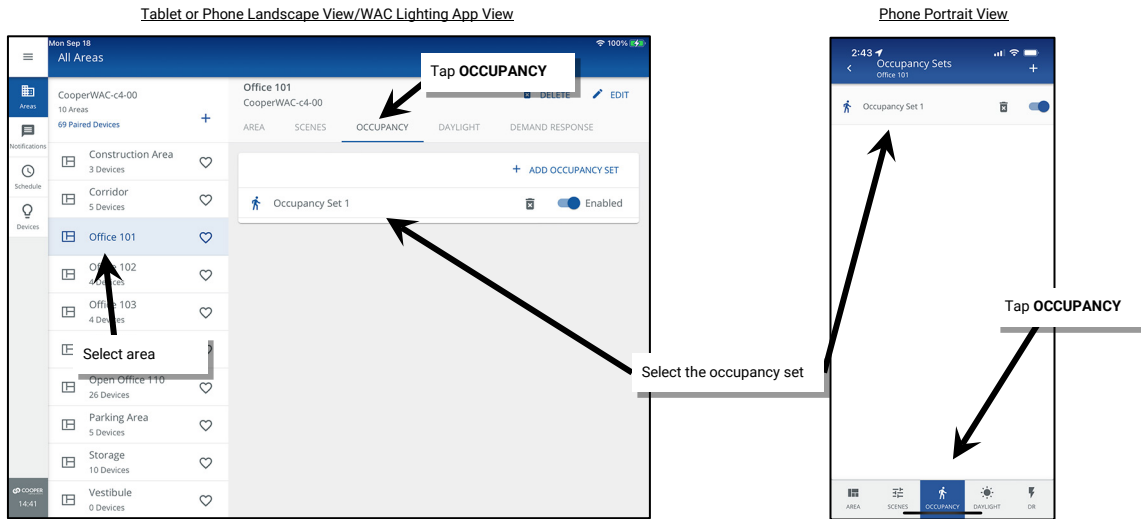 Tablet or Phone Landscape View/WAC Lighting App View
Phone Portrait View
Mon Sep 18
100%
All Areas
Tap OCCUPANCY
Areas
Notifications
Schedule
Devices
COOPER
14:41
CooperWAC-c4-00
10 Areas
69 Paired Devices
+
Construction Area
3 Devices
Corridor
5 Devices
Office 101
Office 102
4 Devices
Office 103
4 Devices
Select area
Open Office 110
26 Devices
Parking Area
5 Devices
Storage
10 Devices
Vestibule
0 Devices
Office 101
CooperWAC-c4-00
DELETE
EDIT
AREA SCENES OCCUPANCY DAYLIGHT DEMAND RESPONSE
+ ADD OCCUPANCY SET
Occupancy Set 1
Enabled
Select the occupancy set
2:43
Occupancy Sets
Office 101
+
Occupancy Set 1
Tap OCCUPANCY
AREA SCENES OCCUPANCY DAYLIGHT DR